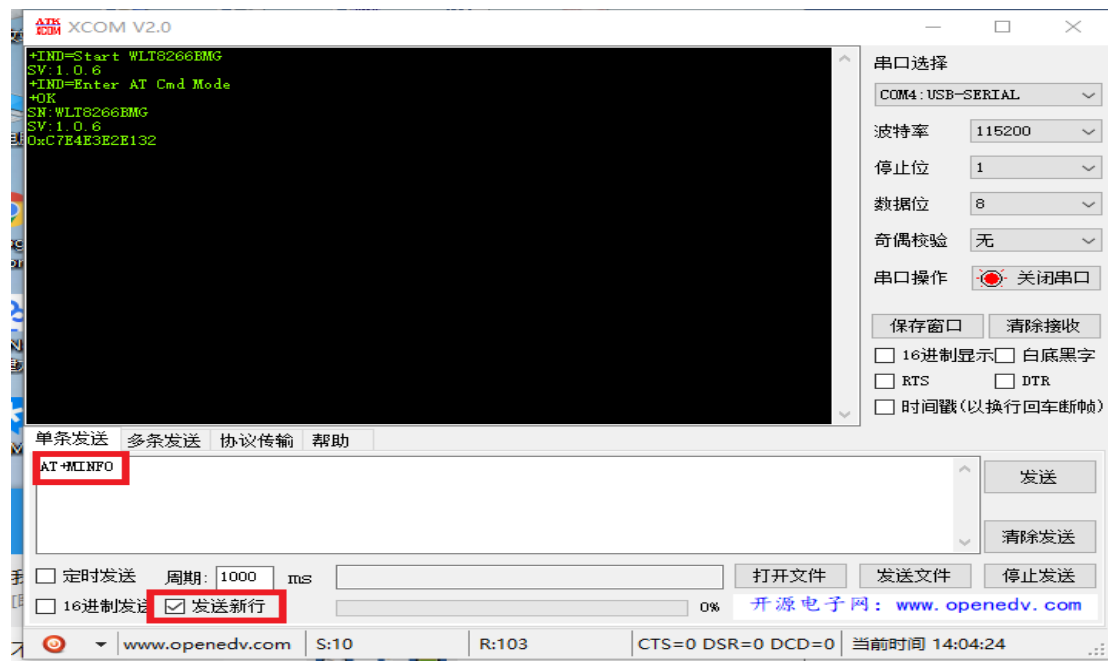 ATK XCOM XCOM V2.0
+IND=Start WLT8266BMG
SV:1.0.6
+IND=Enter AT Cmd Mode
+OK
SN:WLT8266BMG
SV:1.0.6
0xC7E4E3E2E132
串口选择
COM4:USB-SERIAL
波特率 115200
停止位 1
数据位 8
奇偶校验 无
串口操作 关闭串口
保存窗口 清除接收
16进制显示 白底黑字
RTS DTR
时间戳(以换行回车断帧)
单条发送 多条发送 协议传输 帮助
AT+MINFO
发送
清除发送
定时发送 周期: 1000 ms 打开文件 发送文件 停止发送
16进制发送 发送新行 0% 开源电子网: www.openedv.com
www.openedv.com S:10 R:103 CTS=0 DSR=0 DCD=0 当前时间 14:04:24